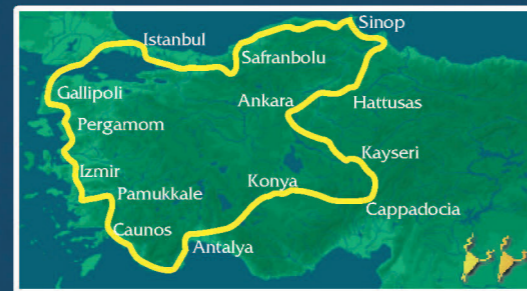 Sinop
Istanbul
Safranbolu
Gallipoli
Ankara
Hattusas
Pergamom
Kayseri
Izmir
Konya
Pamukkale
Cappadocia
Caunos
Antalya